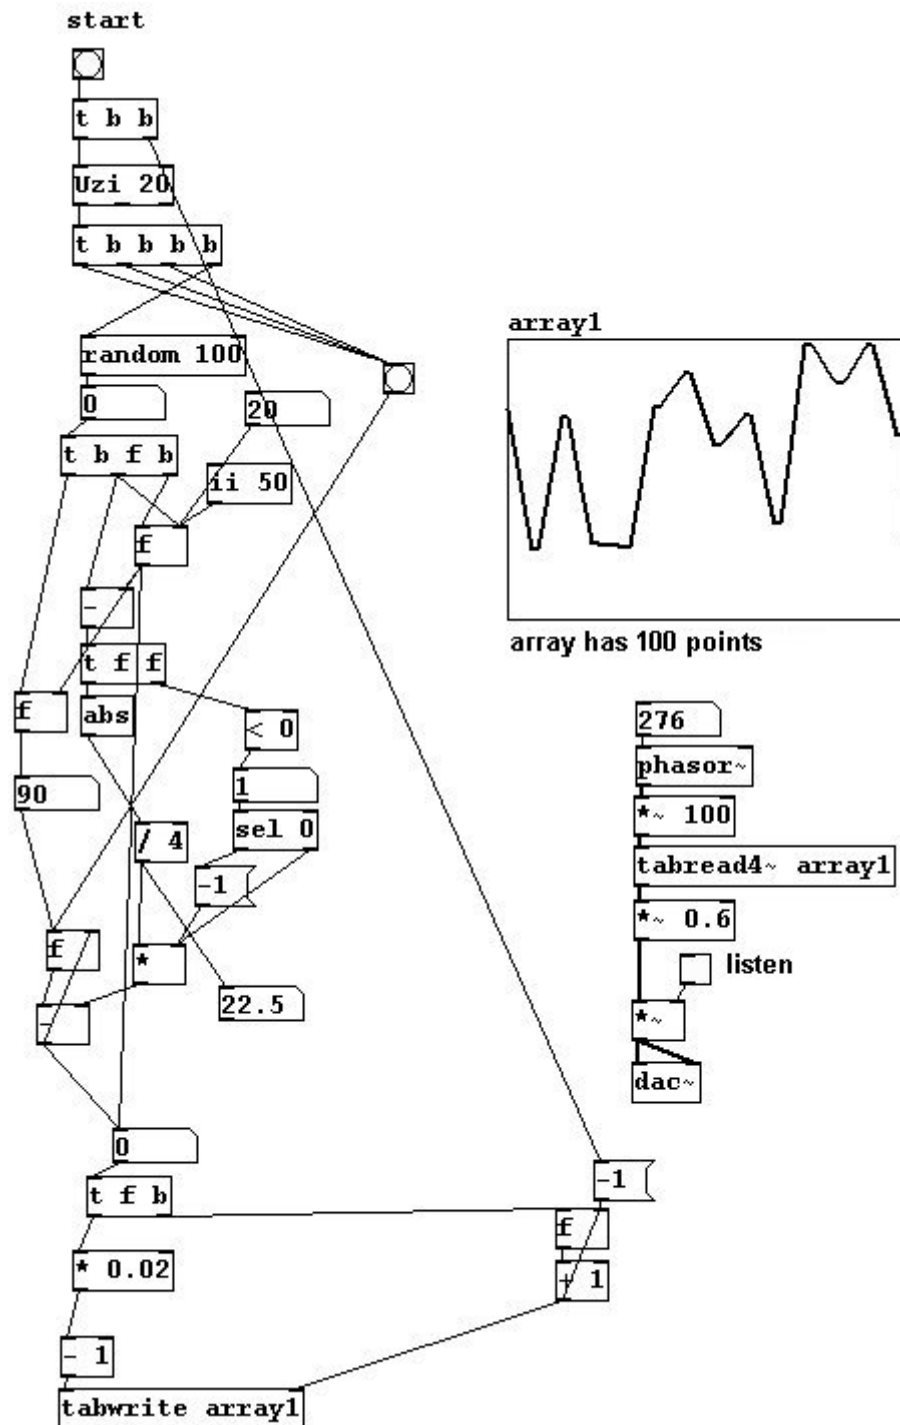 start
t b b
Uzi 20
t b b b b
random 100
0
20
t b f b
ii 50
f
-
t f f
f
abs
< 0
90
1
/ 4
sel 0
-1
f
*
22.5
-
0
t f b
* 0.02
- 1
tabwrite array1
-1
f
+ 1
array1
array has 100 points
276
phasor~
*~ 100
tabread4~ array1
*~ 0.6
listen
*~
dac~